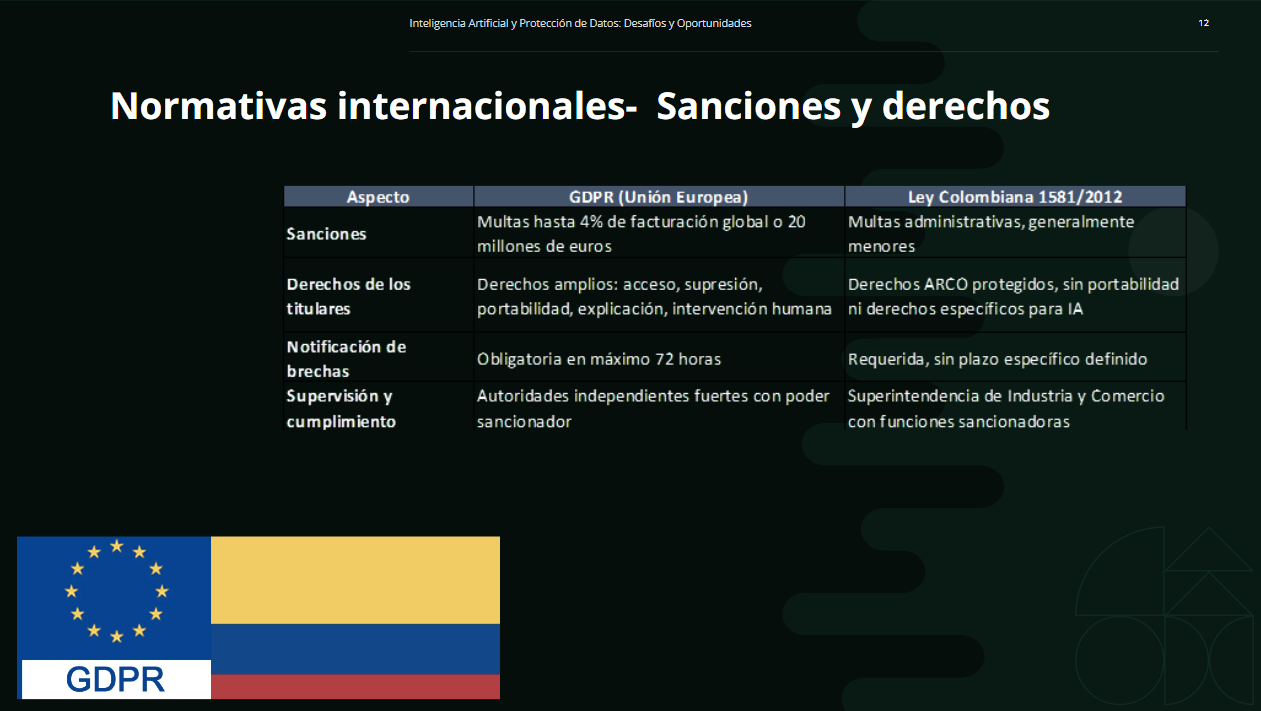 Inteligencia Artificial y Protección de Datos: Desafíos y Oportunidades
12
Normativas internacionales-  Sanciones y derechos
Aspecto
GDPR (Unión Europea)
Ley Colombiana 1581/2012
Sanciones
Multas hasta 4% de facturación global o 20
millones de euros
Multas administrativas, generalmente
menores
Derechos de los
titulares
Derechos amplios: acceso, supresión,
portabilidad, explicación, intervención humana
Derechos ARCO protegidos, sin portabilidad
ni derechos específicos para IA
Notificación de
brechas
Obligatoria en máximo 72 horas
Requerida, sin plazo específico definido
Supervisión y
cumplimiento
Autoridades independientes fuertes con poder
sancionador
Superintendencia de Industria y Comercio
con funciones sancionadoras
GDPR